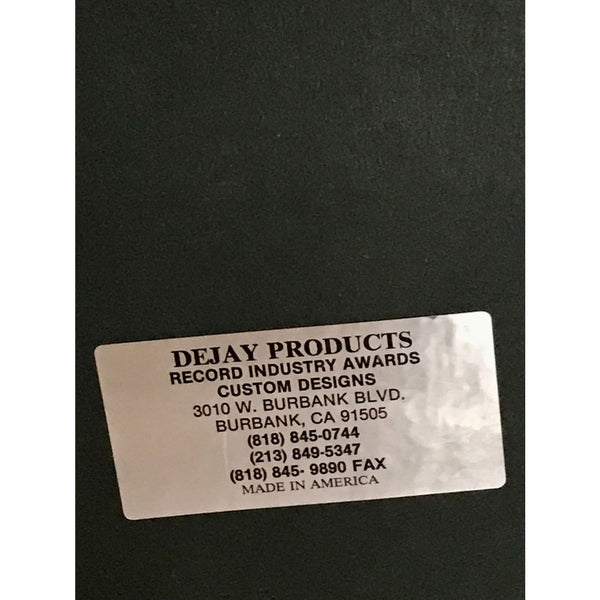 DEJAY PRODUCTS
RECORD INDUSTRY AWARDS
CUSTOM DESIGNS
3010 W. BURBANK BLVD.
BURBANK, CA 91505
(818) 845-0744
(213) 849-5347
(818) 845- 9890 FAX
MADE IN AMERICA